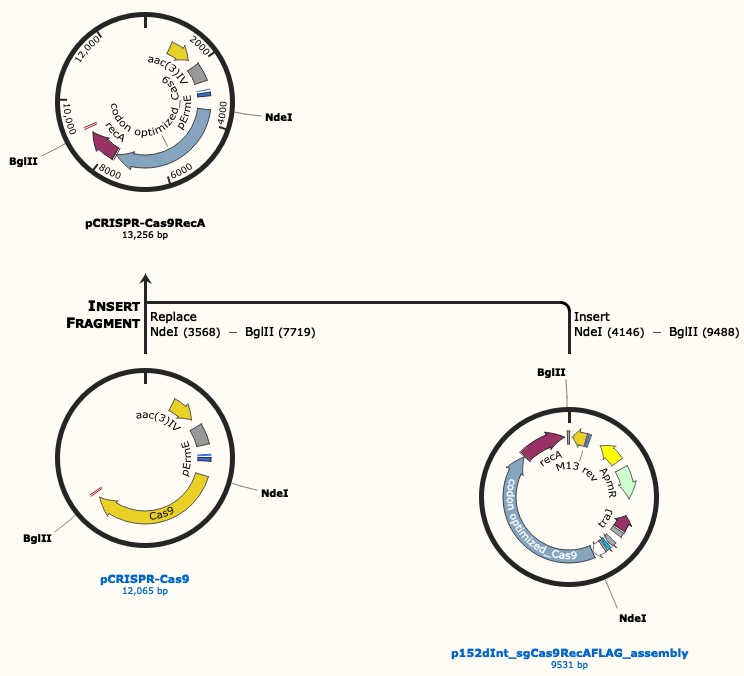 2000
4000
6000
8000
10,000
12,000
aac(3)IV
pErmE
codon optimized_Cas9
recA
NdeI
BglII
pCRISPR-Cas9RecA
13,256 bp
INSERT
FRAGMENT
Replace
NdeI (3568) – BglII (7719)
Insert
NdeI (4146) – BglII (9488)
aac(3)IV
pErmE
Cas9
NdeI
BglII
pCRISPR-Cas9
12,065 bp
BglII
recA
M13 rev
ApmR
traJ
codon optimized_Cas9
NdeI
p152dInt_sgCas9RecAFLAG_assembly
9531 bp